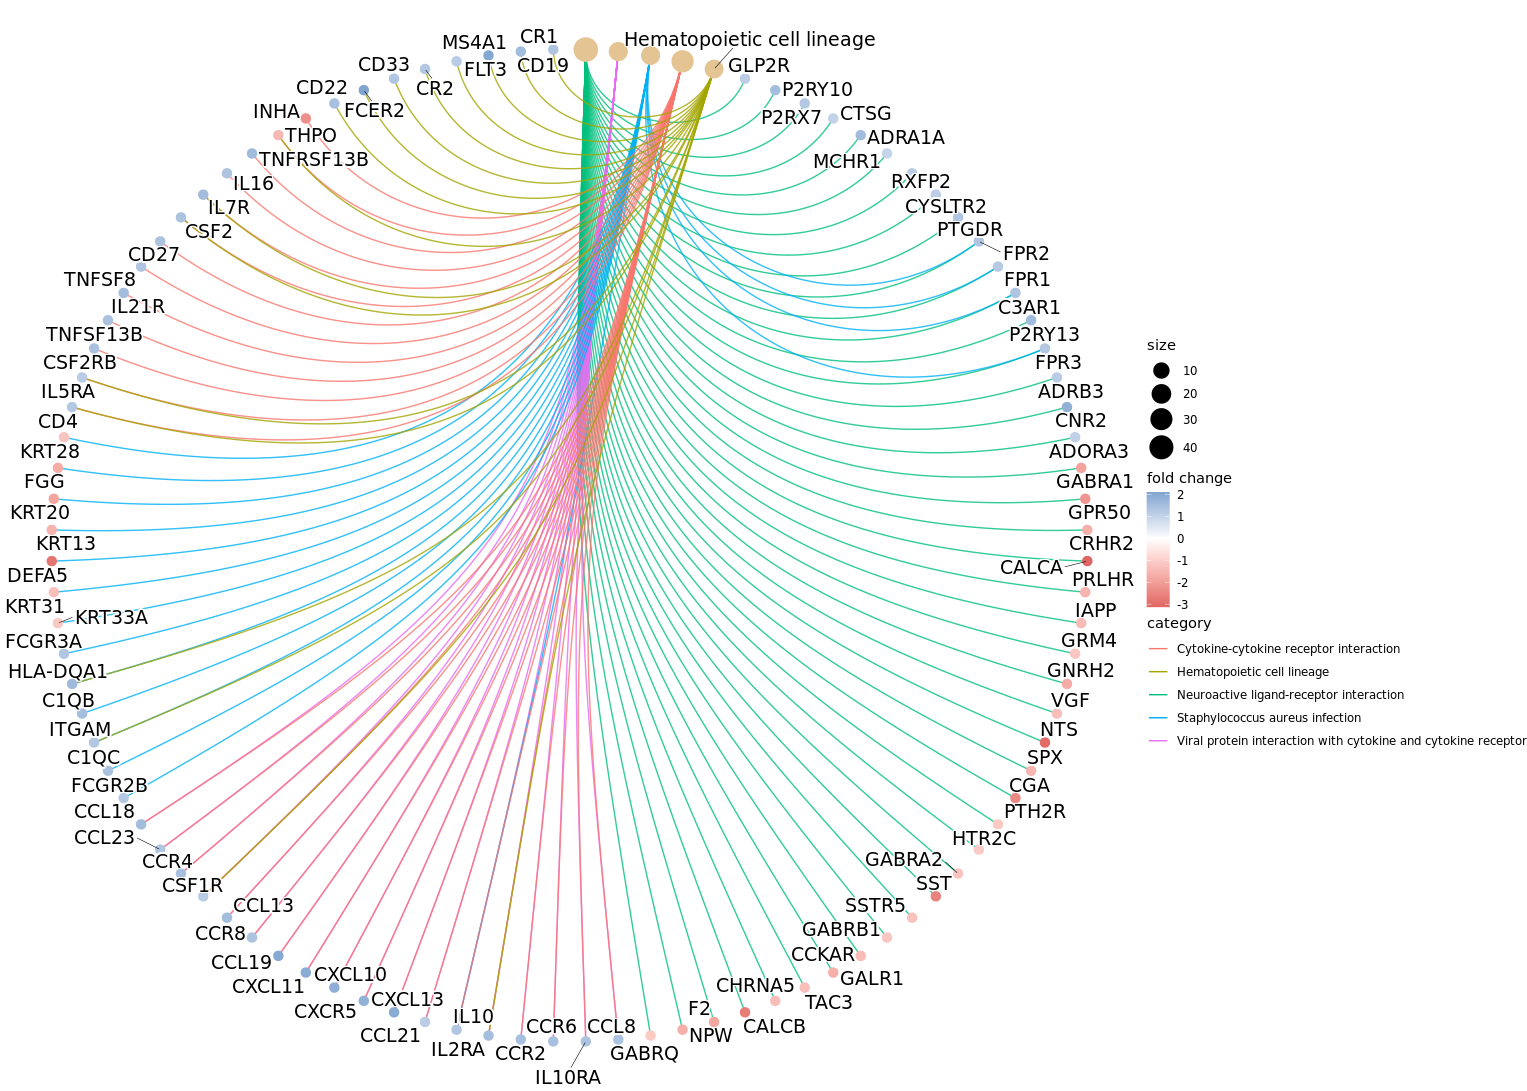 MS4A1
CR1
Hematopoietic cell lineage
CD33
FLT3
CD19
GLP2R
CD22
CR2
P2RY10
INHA
FCER2
P2RX7
CTSG
THPO
ADRA1A
TNFRSF13B
MCHR1
IL16
RXFP2
IL7R
CYSLTR2
CSF2
PTGDR
CD27
FPR2
TNFSF8
FPR1
IL21R
C3AR1
TNFSF13B
P2RY13
CSF2RB
FPR3
IL5RA
ADRB3
CD4
CNR2
KRT28
ADORA3
FGG
GABRA1
KRT20
GPR50
KRT13
CRHR2
DEFA5
CALCA
PRLHR
KRT31
KRT33A
IAPP
FCGR3A
GRM4
HLA-DQA1
GNRH2
C1QB
VGF
ITGAM
NTS
C1QC
SPX
FCGR2B
CGA
CCL18
PTH2R
CCL23
HTR2C
CCR4
GABRA2
CSF1R
SST
CCL13
SSTR5
CCR8
GABRB1
CCL19
CCKAR
CXCL11
CXCL10
GALR1
CXCR5
CXCL13
CHRNA5
TAC3
CCL21
IL10
CCR6
CCL8
F2
CALCB
IL2RA
CCR2
GABRQ
NPW
IL10RA
size
10
20
30
40
fold change
2
1
0
-1
-2
-3
category
Cytokine-cytokine receptor interaction
Hematopoietic cell lineage
Neuroactive ligand-receptor interaction
Staphylococcus aureus infection
Viral protein interaction with cytokine and cytokine receptor